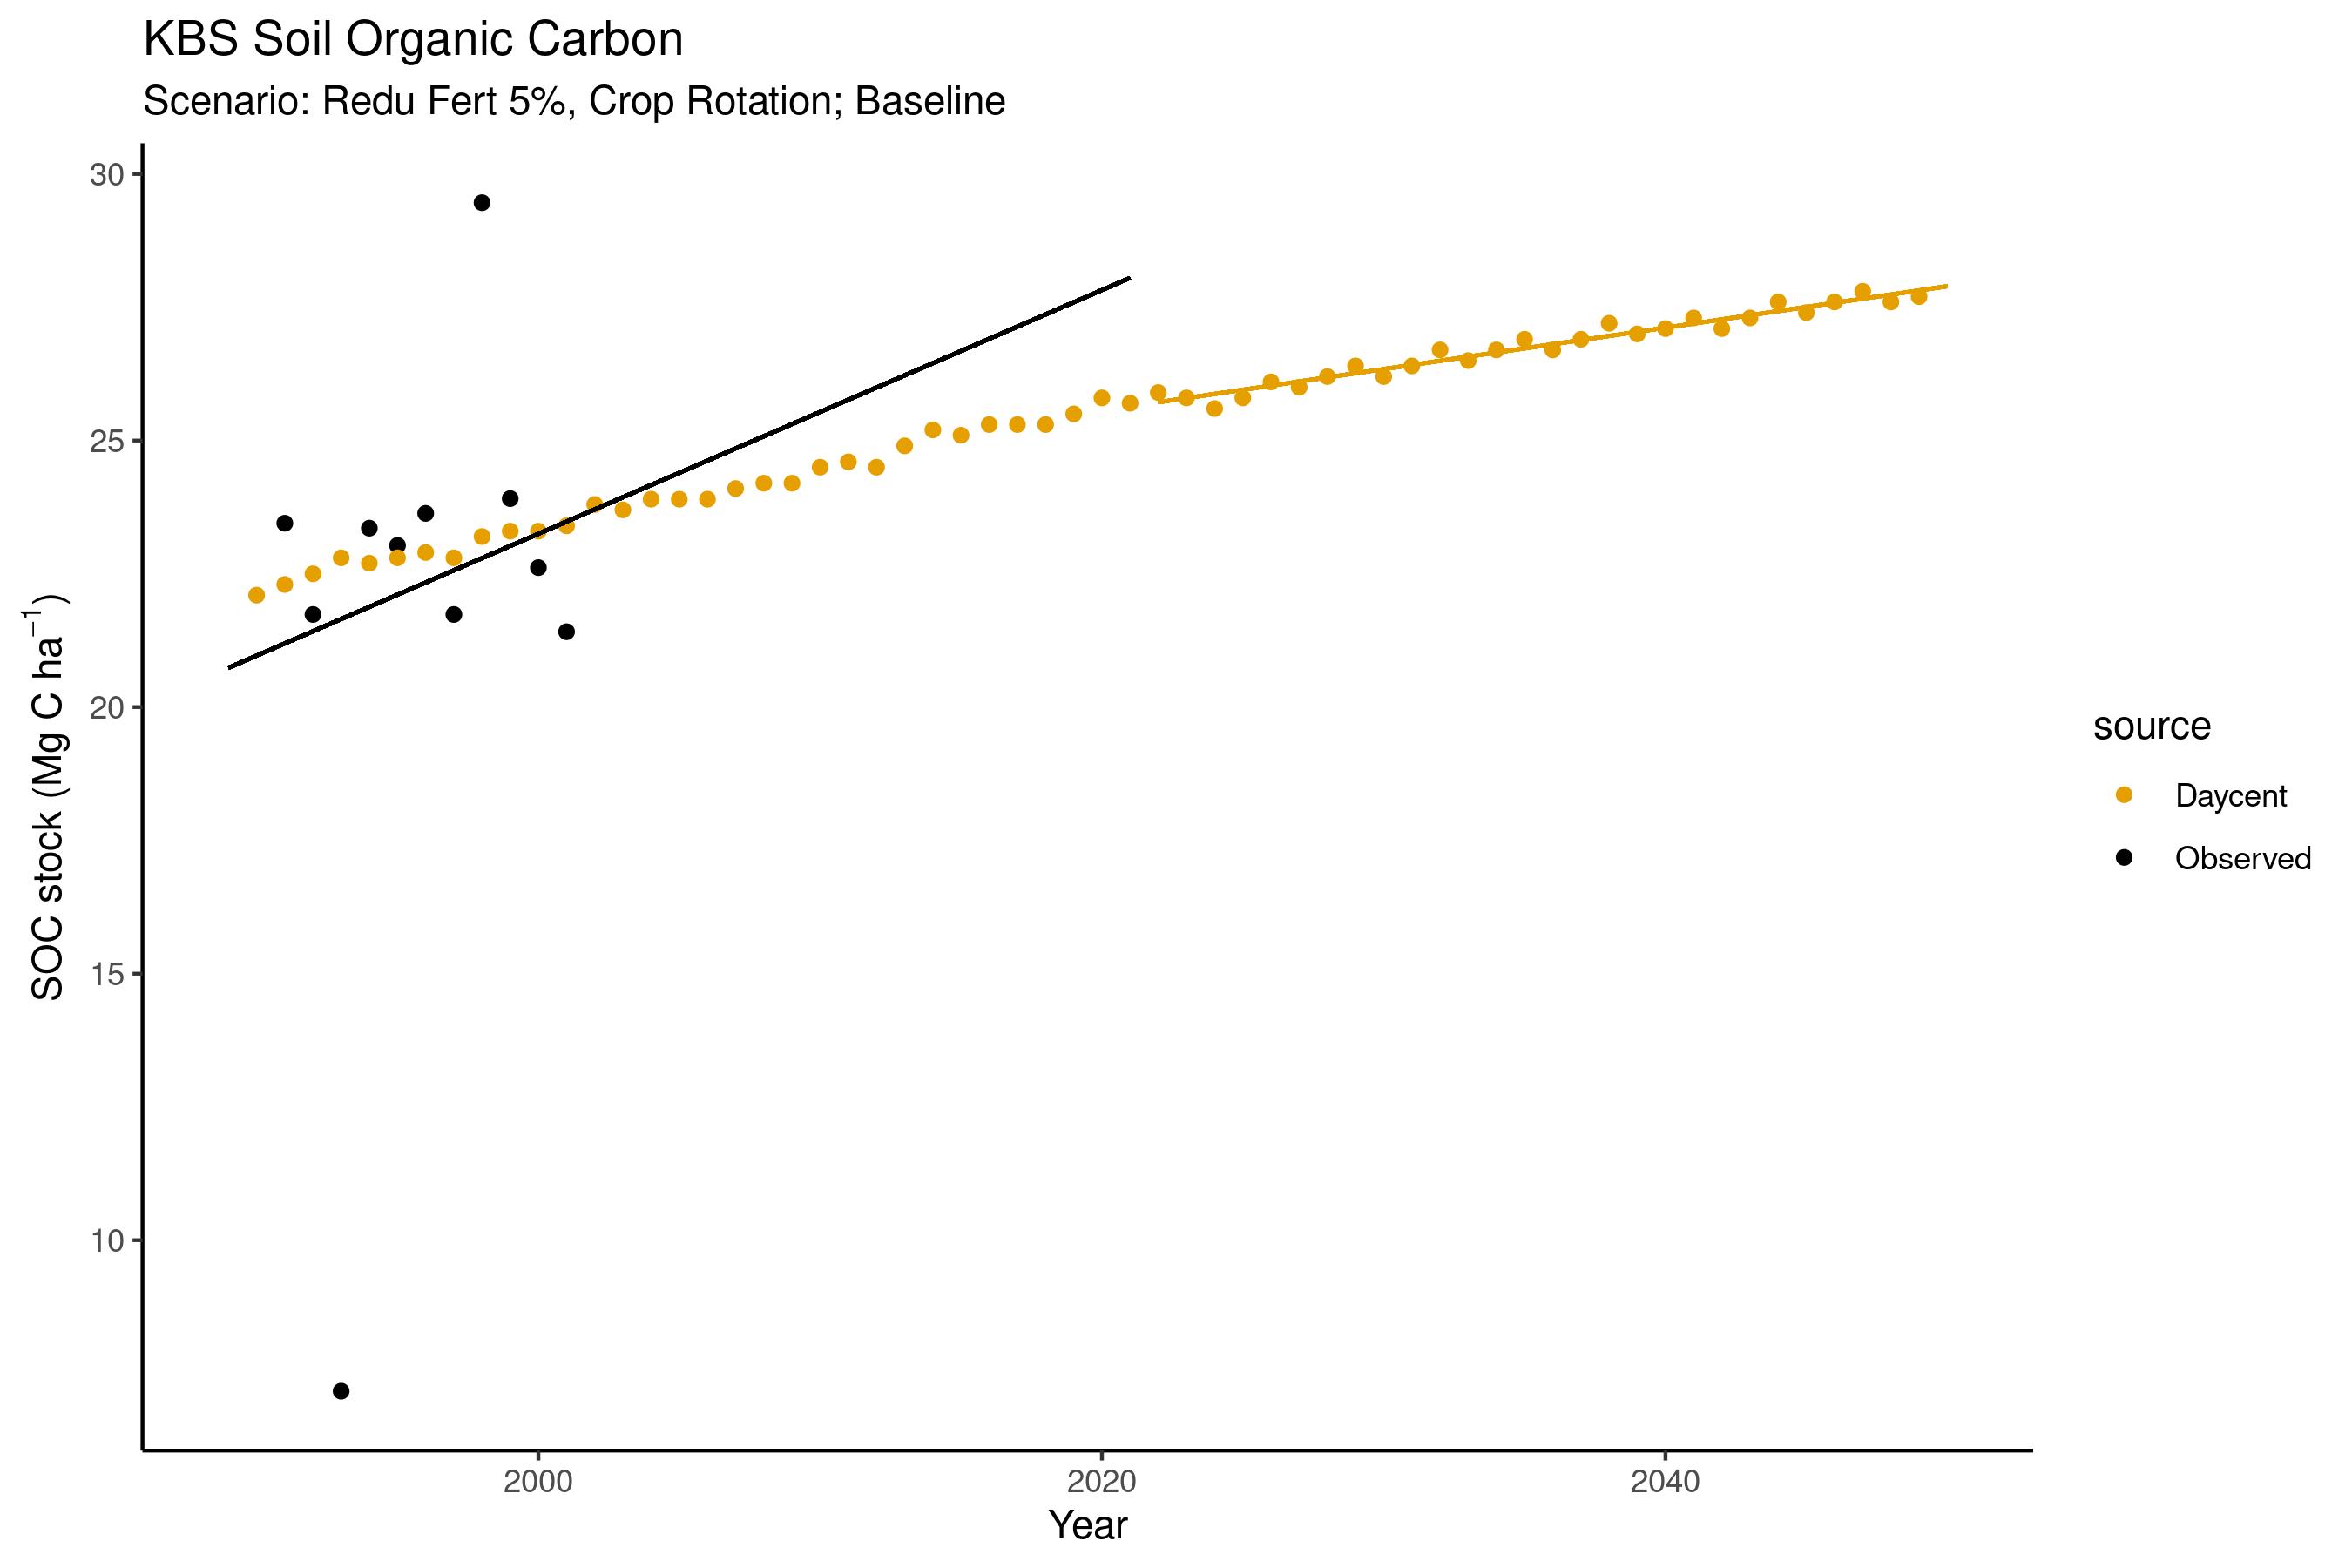 KBS Soil Organic Carbon
Scenario: Redu Fert 5%, Crop Rotation; Baseline
SOC stock (Mg C ha⁻¹)
30
25
20
15
10
2000
2020
2040
Year
source
Daycent
Observed